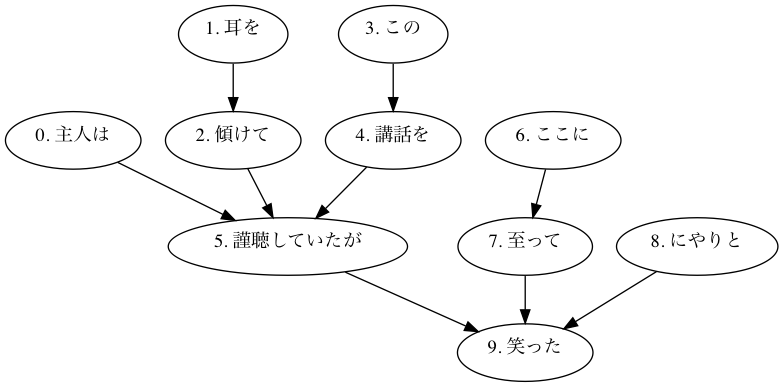 1. 耳を
3. この
0. 主人は
2. 傾けて
4. 講話を
6. ここに
5. 謹聴していたが
7. 至って
8. にやりと
9. 笑った